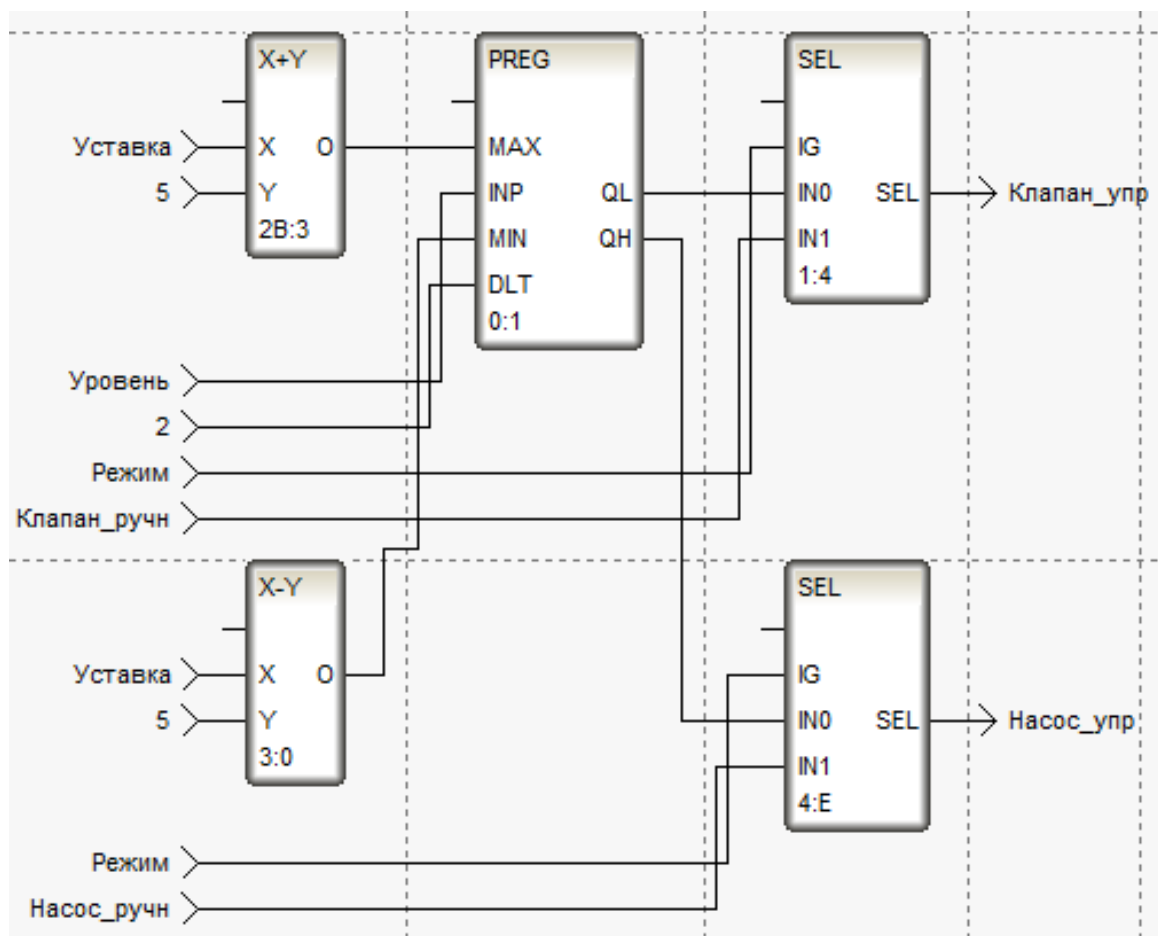 X+Y
PREG
SEL
Уставка
X
O
MAX
IG
5
Y
INP
QL
IN0
SEL
Клапан_упр
2B:3
MIN
QH
IN1
DLT
1:4
0:1
Уровень
2
Режим
Клапан_ручн
X-Y
SEL
Уставка
X
O
IG
5
Y
IN0
SEL
Насос_упр
3:0
IN1
4:E
Режим
Насос_ручн